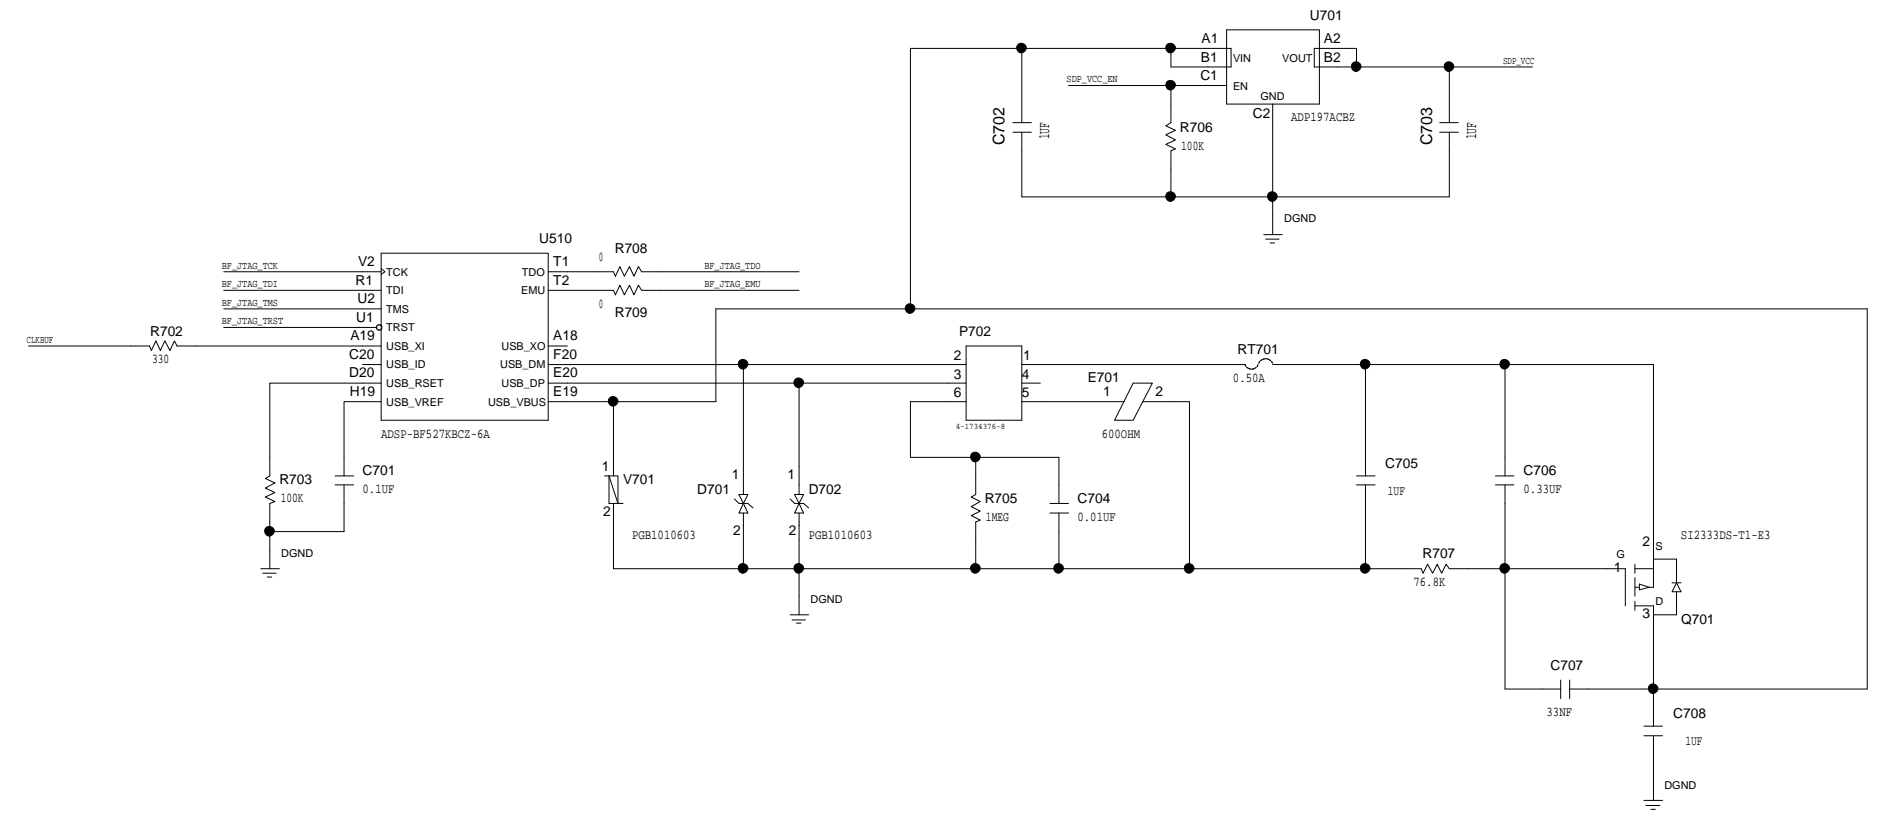 U701
A1
A2
B1
VIN
VOUT
B2
SDP_VCC
SDP_VCC_EN
C1
EN
GND
C2
ADP197ACBZ
C702
1UF
R706
100K
C703
1UF
DGND
U510
R708
BF_JTAG_TCK
V2
TCK
TDO
T1
0
BF_JTAG_TDO
BF_JTAG_TDI
R1
TDI
EMU
T2
BF_JTAG_EMU
BF_JTAG_TMS
U2
TMS
0
R709
BF_JTAG_TRST
U1
TRST
CLKBUF
R702
330
A19
USB_XI
USB_XO
A18
C20
USB_ID
USB_DM
F20
D20
USB_RSET
USB_DP
E20
H19
USB_VREF
USB_VBUS
E19
ADSP-BF527KBCZ-6A
P702
2
1
3
4
6
5
4-1734376-8
RT701
0.50A
E701
1
2
600OHM
R703
100K
C701
0.1UF
DGND
1
V701
2
PGB1010603
D701
1
2
1
D702
2
PGB1010603
R705
1MEG
C704
0.01UF
DGND
C705
1UF
C706
0.33UF
R707
76.8K
SI2333DS-T1-E3
2
S
G
1
D
3
Q701
C707
33NF
C708
1UF
DGND